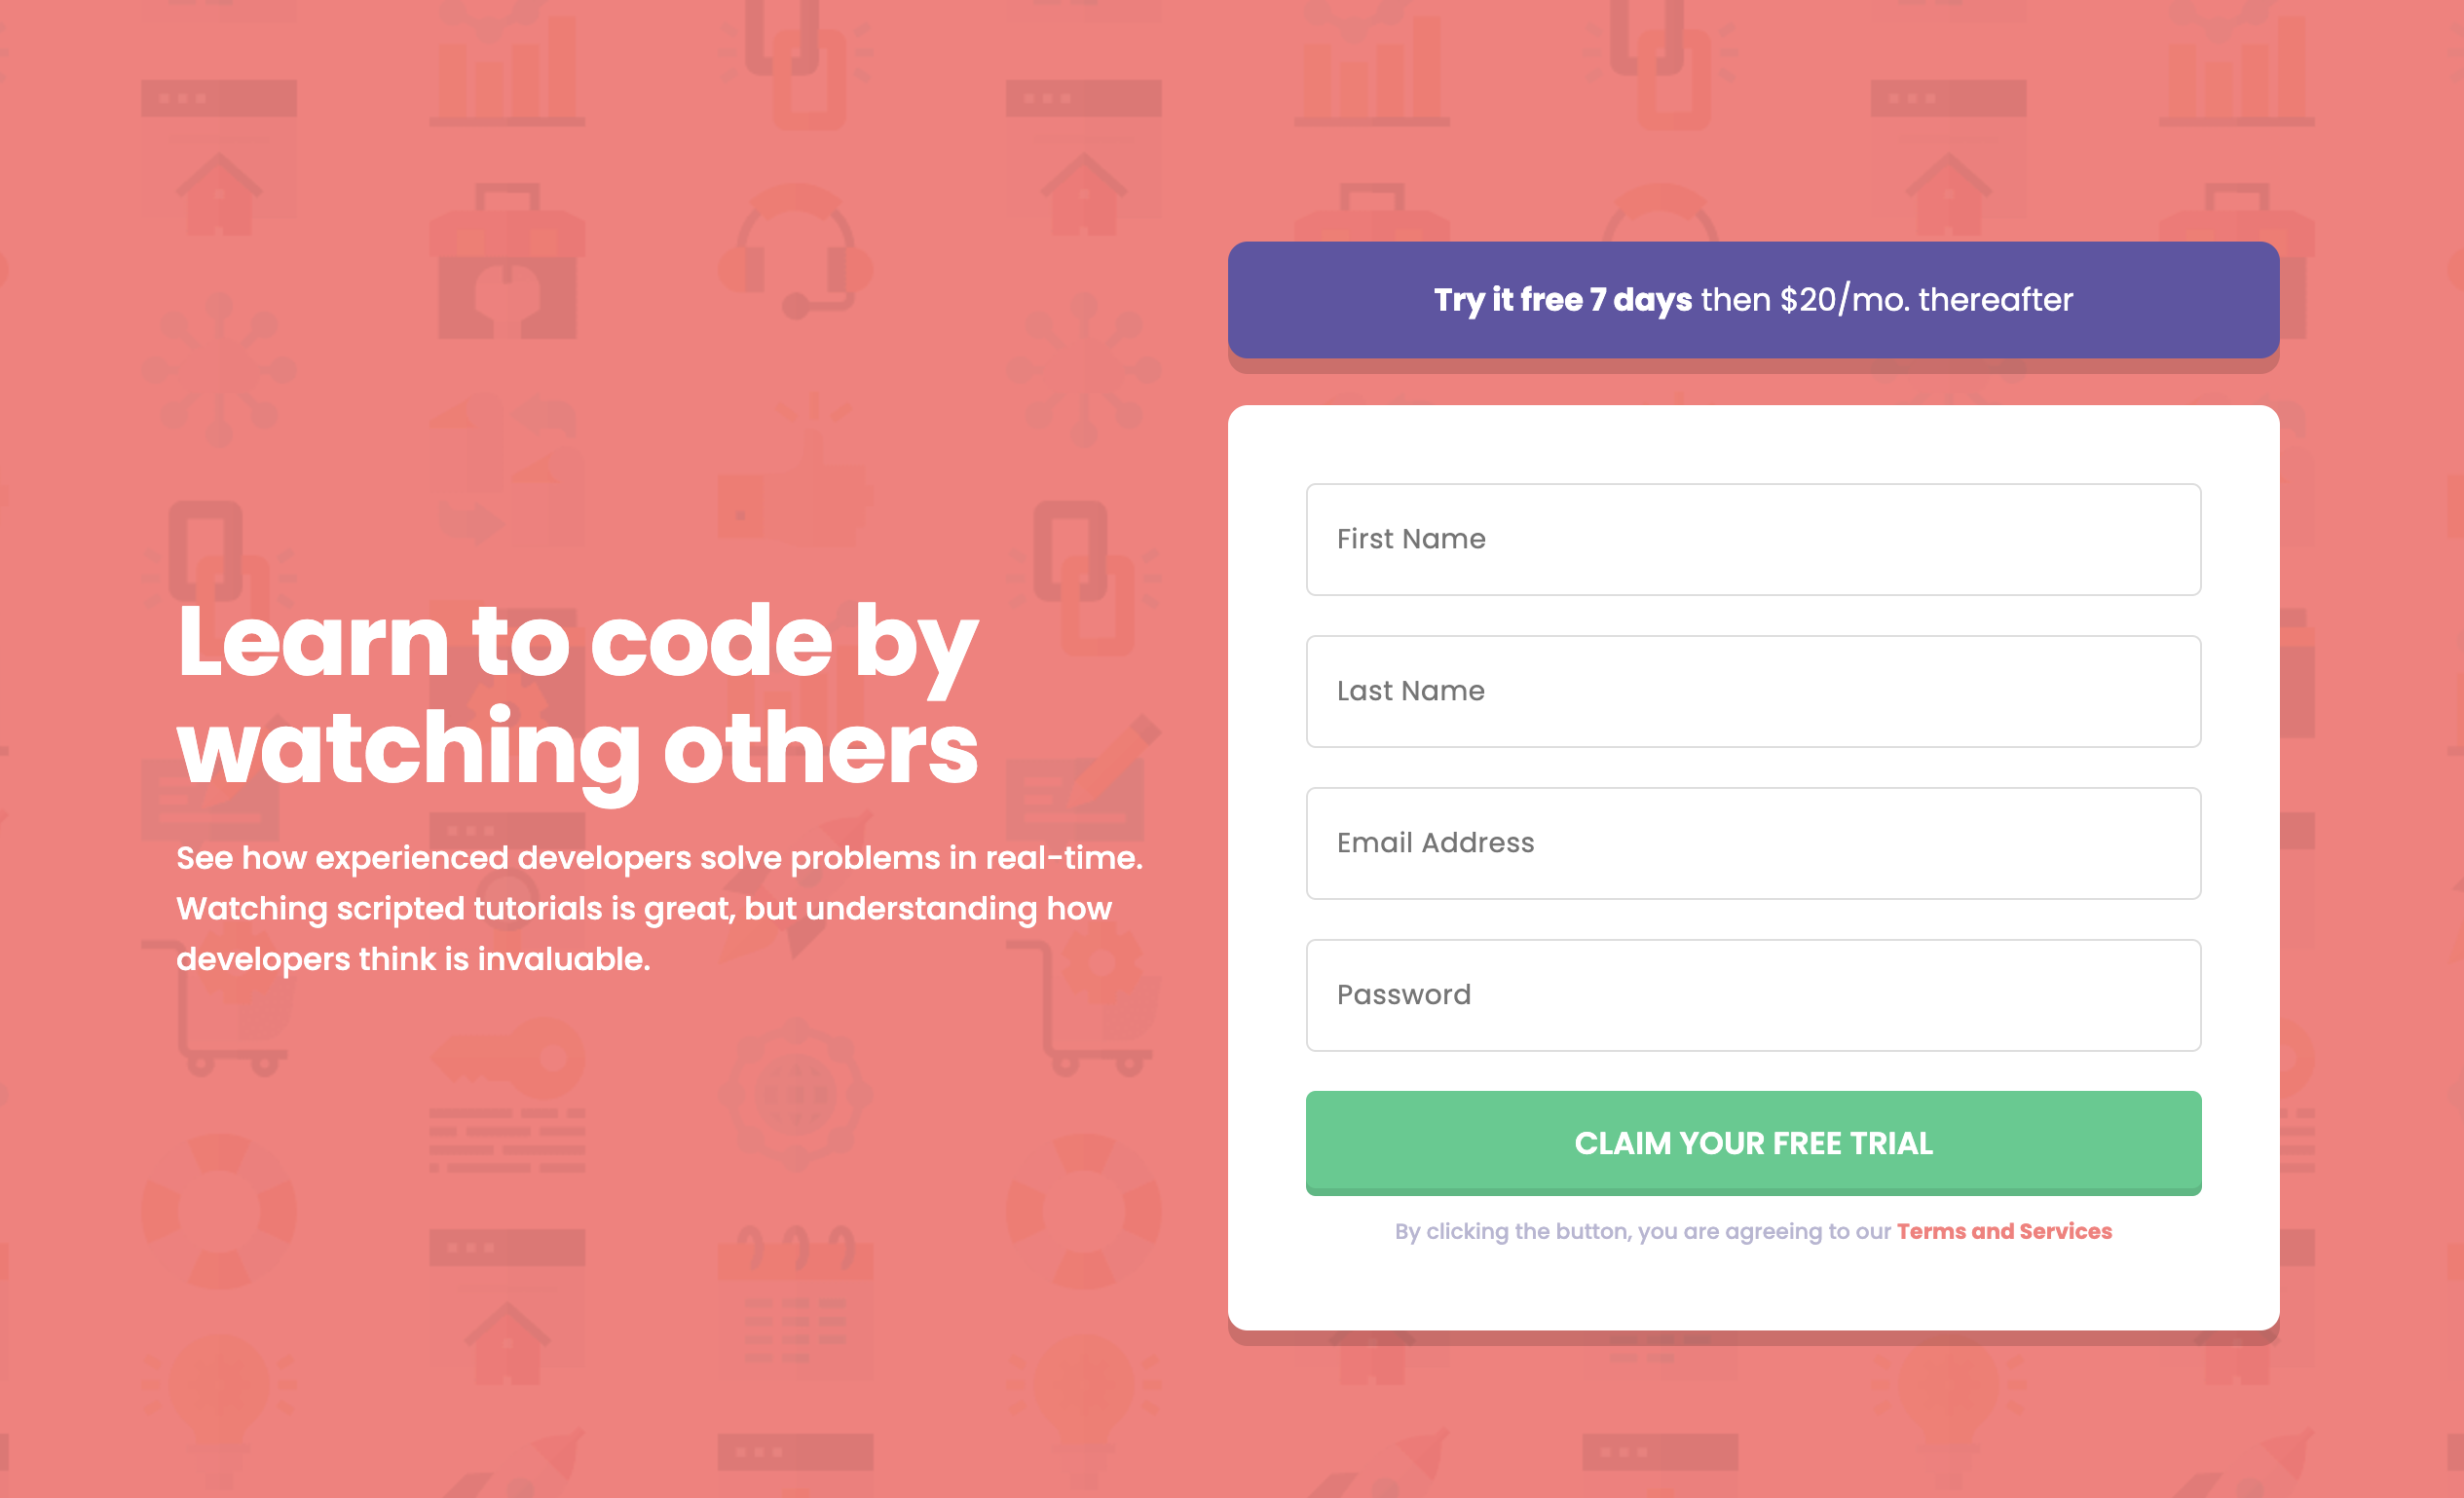 Learn to code by
watching others
See how experienced developers solve problems in real-time.
Watching scripted tutorials is great, but understanding how
developers think is invaluable.
Try it free 7 days then $20/mo. thereafter
First Name
Last Name
Email Address
Password
CLAIM YOUR FREE TRIAL
By clicking the button, you are agreeing to our Terms and Services